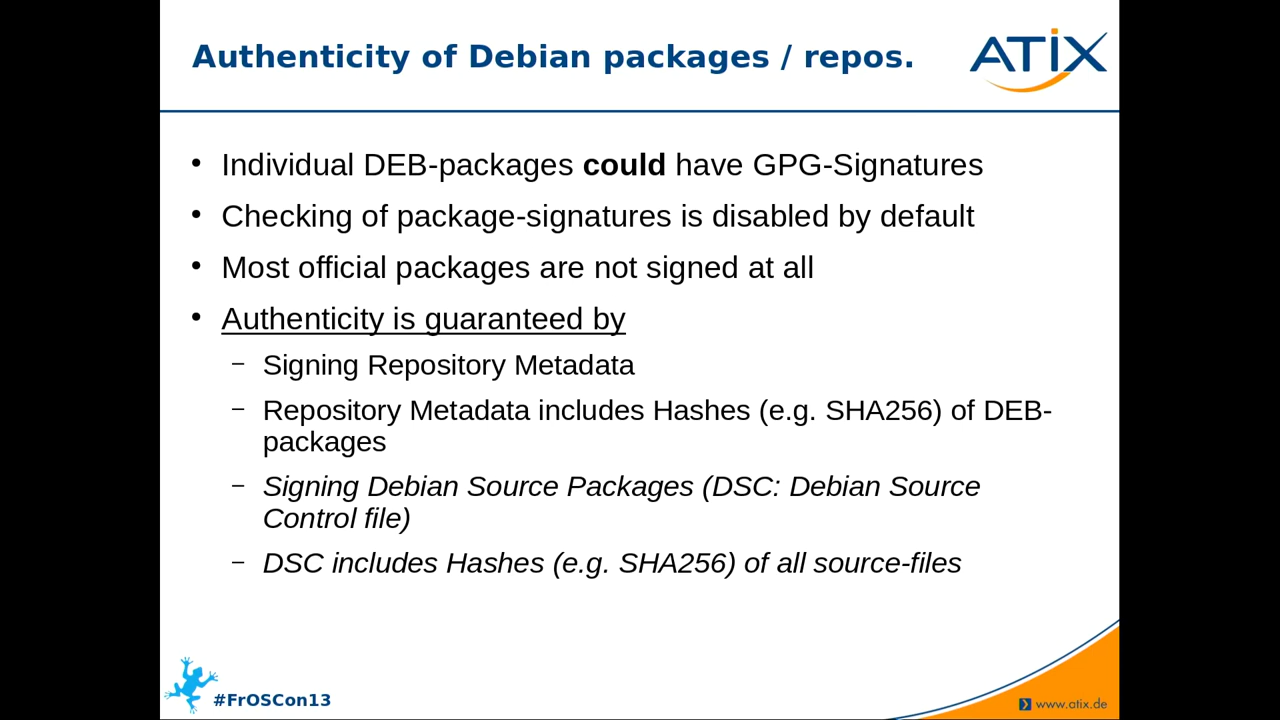 Authenticity of Debian packages / repos.
ATIX
• Individual DEB-packages could have GPG-Signatures
• Checking of package-signatures is disabled by default
• Most official packages are not signed at all
• Authenticity is guaranteed by
– Signing Repository Metadata
– Repository Metadata includes Hashes (e.g. SHA256) of DEB-
packages
– Signing Debian Source Packages (DSC: Debian Source
Control file)
– DSC includes Hashes (e.g. SHA256) of all source-files
#FrOSCon13
www.atix.de